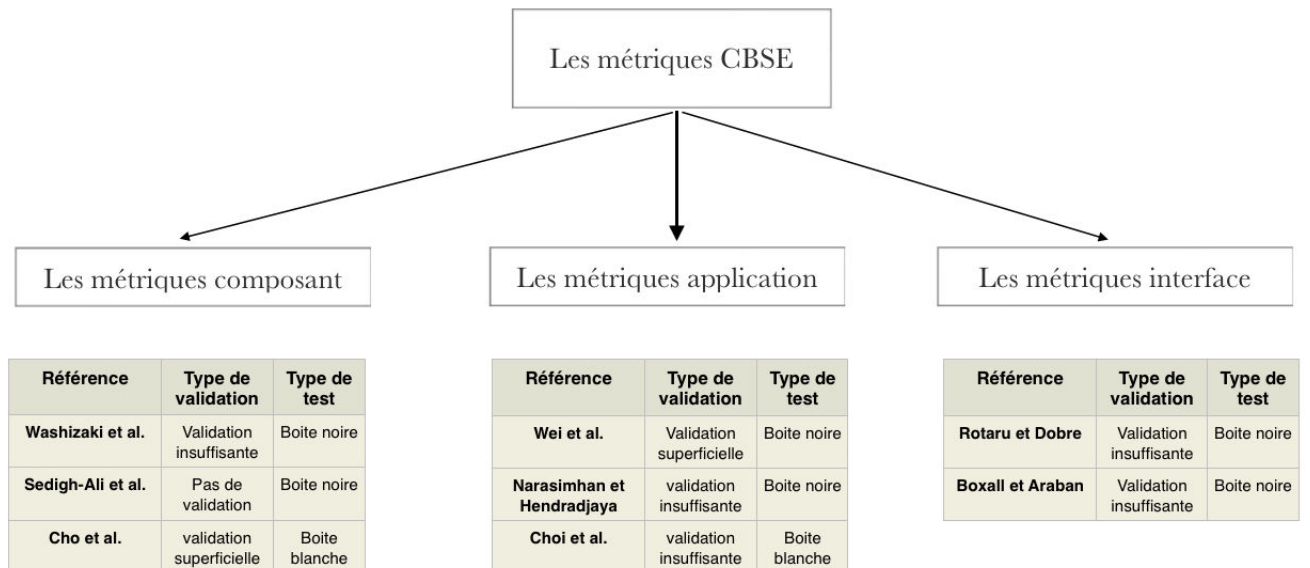 Les métriques CBSE
Les métriques composant
Les métriques application
Les métriques interface
Référence Type de validation Type de test
Washizaki et al. Validation insuffisante Boite noire
Sedigh-Ali et al. Pas de validation Boite noire
Cho et al. validation superficielle Boite blanche
Référence Type de validation Type de test
Wei et al. Validation superficielle Boite noire
Narasimhan et Hendradjaya validation insuffisante Boite noire
Choi et al. validation insuffisante Boite blanche
Référence Type de validation Type de test
Rotaru et Dobre Validation insuffisante Boite noire
Boxall et Araban Validation insuffisante Boite noire